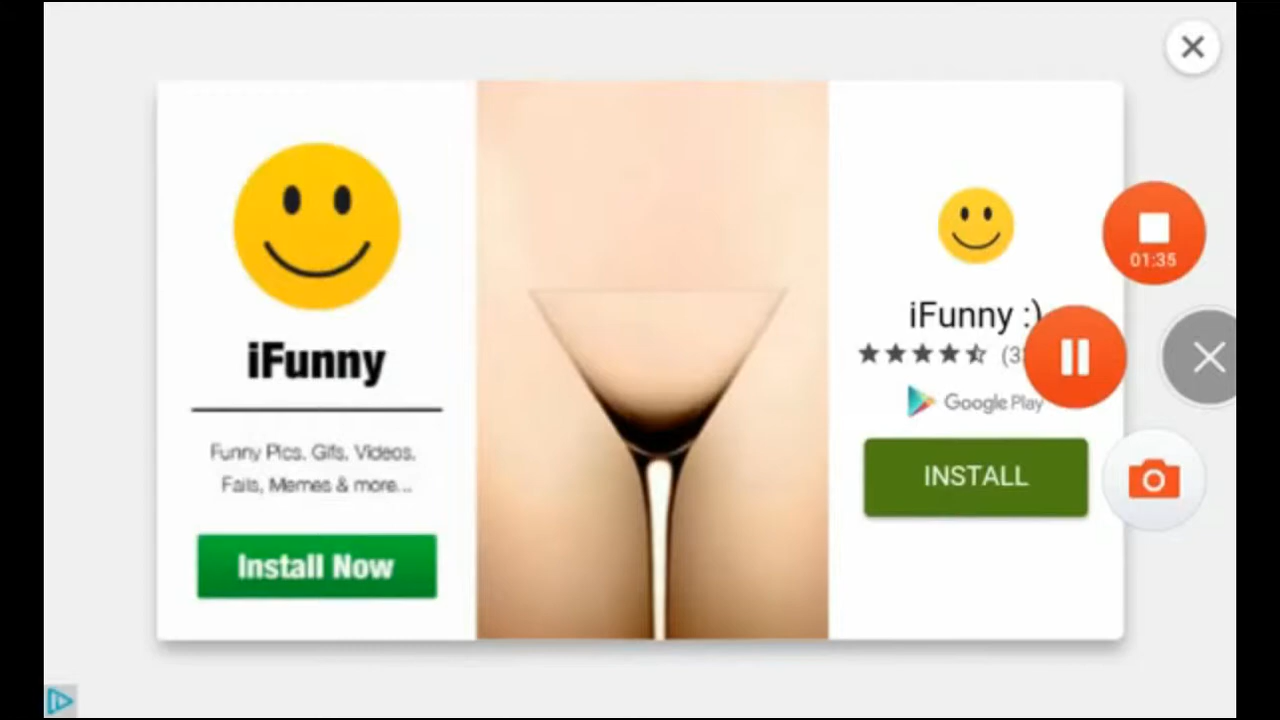 iFunny
Funny Pics, Gifs, Videos,
Fails, Memes & more...
Install Now
iFunny :)
Google Play
INSTALL
01:35